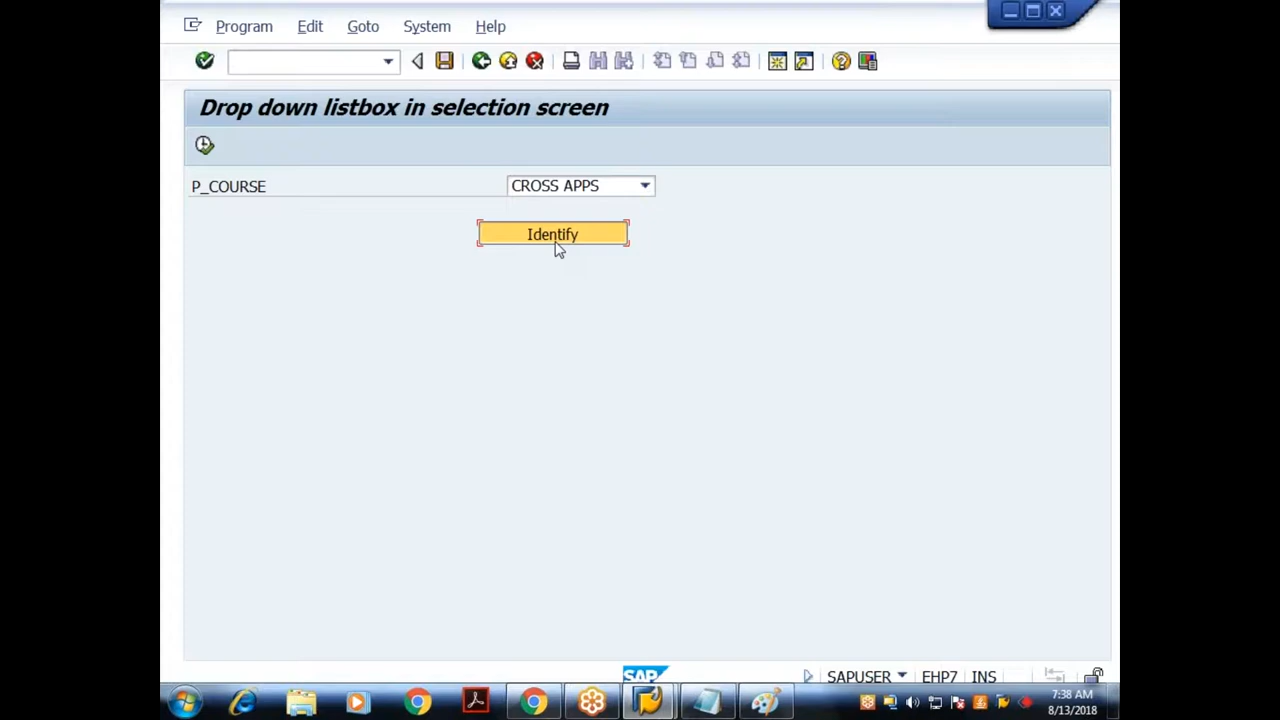 Program Edit Goto System Help
Drop down listbox in selection screen
P_COURSE CROSS APPS
Identify
SAP SAPUSER EHP7 INS
7:38 AM
8/13/2018